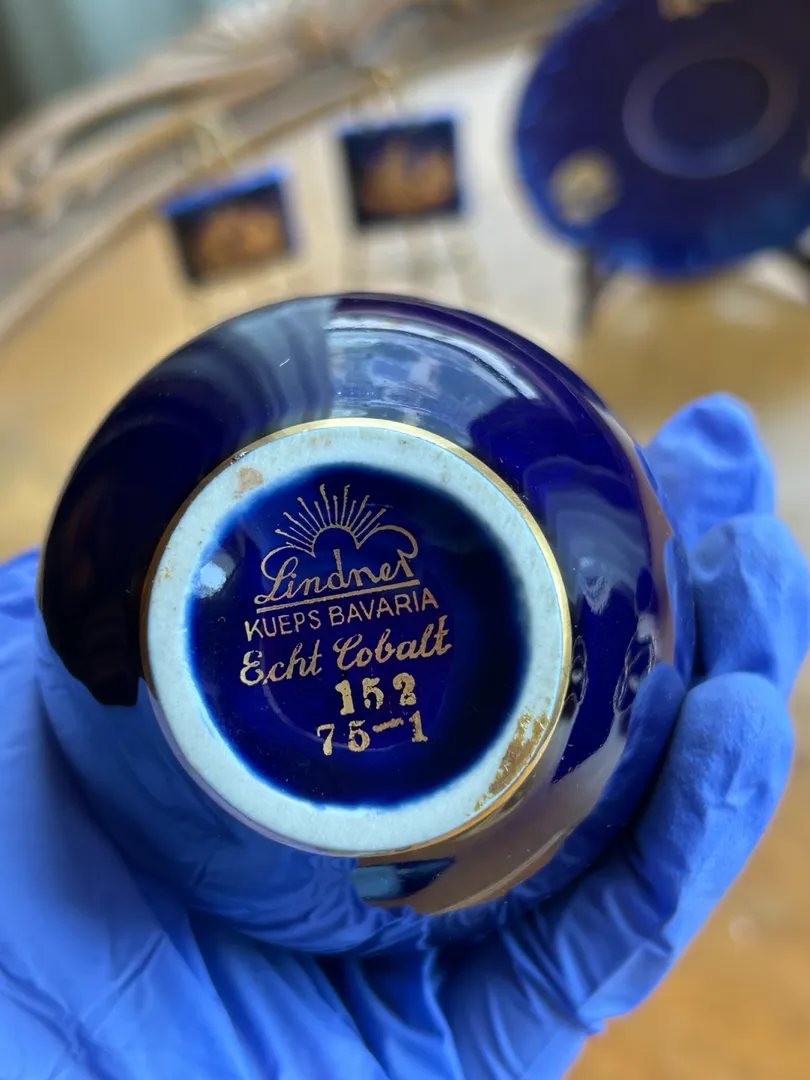 Lindner
KUEPS BAVARIA
Echt Cobalt
152
75-1